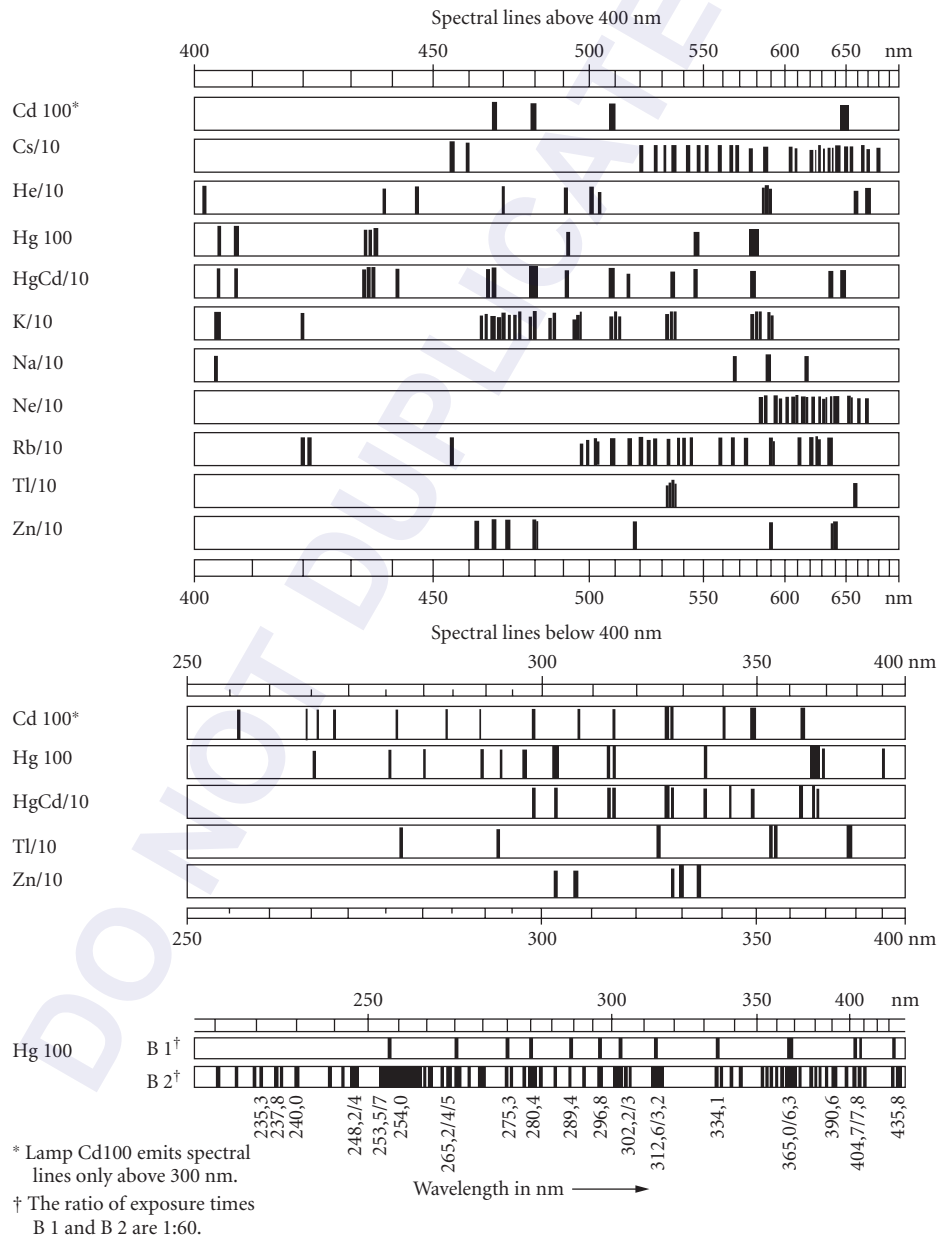 Spectral lines above 400 nm
400 450 500 550 600 650 nm
Cd 100*
Cs/10
He/10
Hg 100
HgCd/10
K/10
Na/10
Ne/10
Rb/10
Tl/10
Zn/10
400 450 500 550 600 650 nm
Spectral lines below 400 nm
250 300 350 400 nm
Cd 100*
Hg 100
HgCd/10
Tl/10
Zn/10
250 300 350 400 nm
250 300 350 400 nm
Hg 100
B 1†
B 2†
235,3
237,8
240,0
248,2/4
253,5/7
254,0
265,2/4/5
275,3
280,4
289,4
296,8
302,2/3
312,6/3,2
334,1
365,0/6,3
390,6
404,7/7,8
435,8
Wavelength in nm
* Lamp Cd100 emits spectral
lines only above 300 nm.
† The ratio of exposure times
B 1 and B 2 are 1:60.
DO NOT DUPLICATE